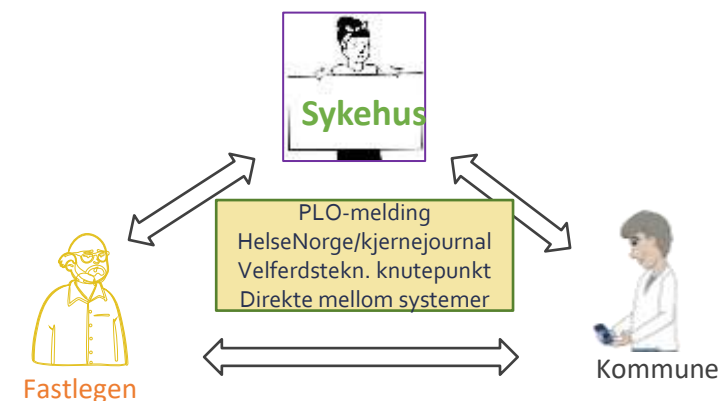 Sykehus
PLO-melding
HelseNorge/kjernejournal
Velferdstekn. knutepunkt
Direkte mellom systemer
Kommune
Fastlegen